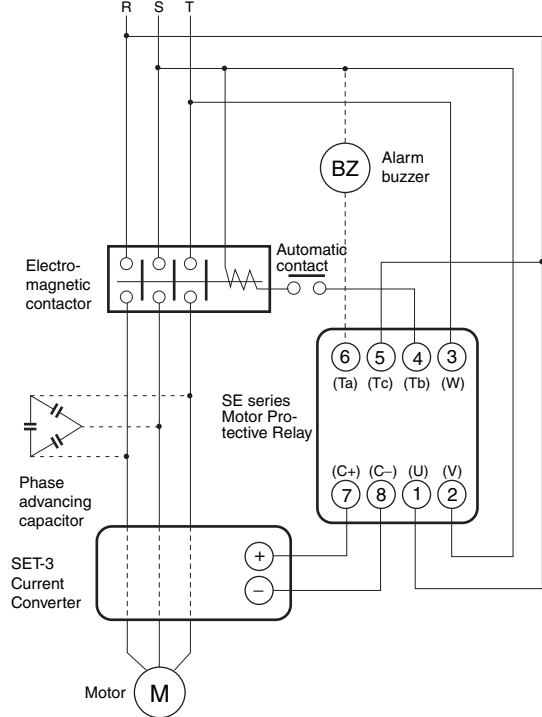 R S T
BZ
Alarm
buzzer
Automatic
contact
Electro-
magnetic
contactor
6 5 4 3
(Ta) (Tc) (Tb) (W)
SE series
Motor Pro-
tective Relay
(C+) (C–) (U) (V)
7 8 1 2
Phase
advancing
capacitor
SET-3
Current
Converter
+
–
Motor
M